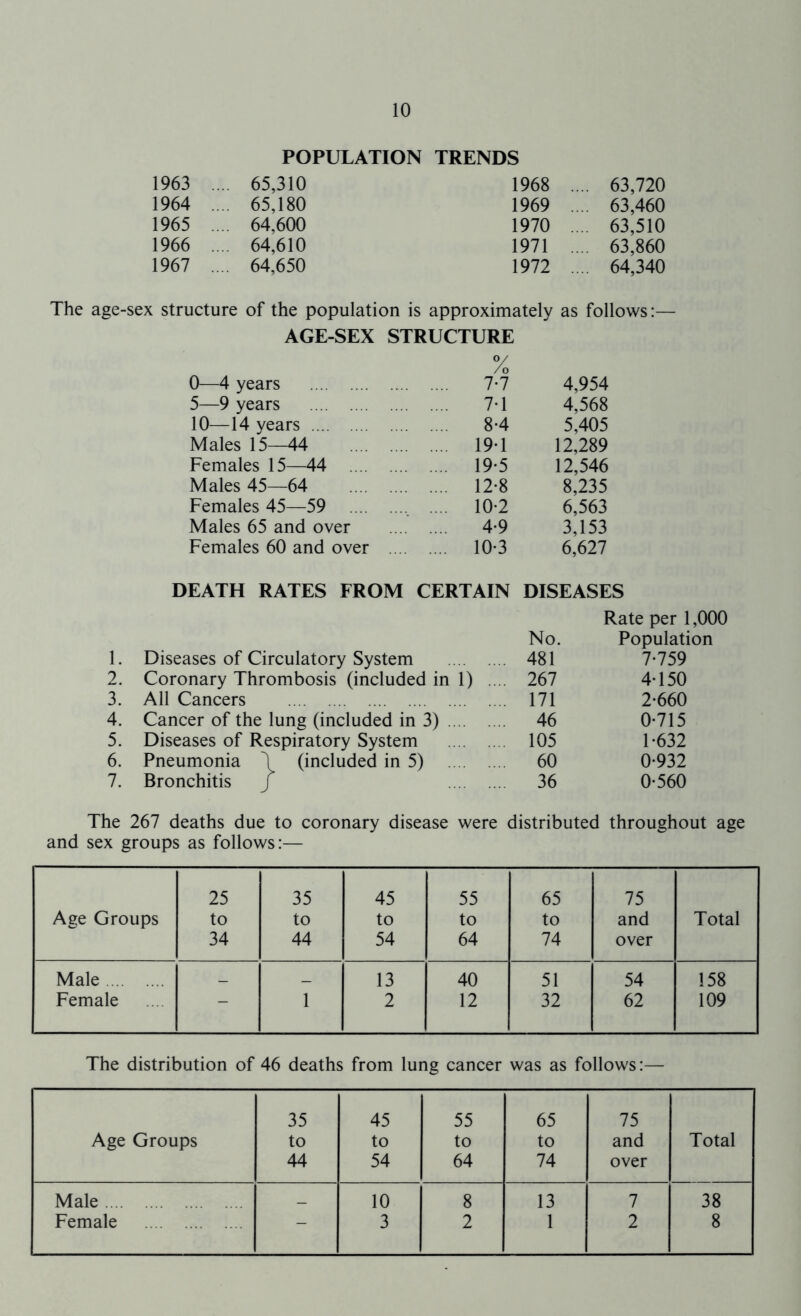 10
POPULATION TRENDS
1963 .... 65,310 1968 .... 63,720
1964 .... 65,180 1969 .... 63,460
1965 .... 64,600 1970 .... 63,510
1966 .... 64,610 1971 .... 63,860
1967 .... 64,650 1972 .... 64,340
The age-sex structure of the population is approximately as follows:—
AGE-SEX STRUCTURE
%
0—4 years .... .... .... .... 7·7 4,954
5—9 years .... .... .... .... 7·1 4,568
10—14 years .... .... .... .... 8·4 5,405
Males 15—44 .... .... .... .... 19·1 12,289
Females 15—44 .... .... .... 19·5 12,546
Males 45—64 .... .... .... .... 12·8 8,235
Females 45—59 .... .... .... 10·2 6,563
Males 65 and over .... .... 4·9 3,153
Females 60 and over .... .... 10·3 6,627
DEATH RATES FROM CERTAIN DISEASES
Rate per 1,000
No. Population
1. Diseases of Circulatory System .... .... 481 7·759
2. Coronary Thrombosis (included in 1) .... 267 4·150
3. All Cancers .... .... .... .... .... .... 171 2·660
4. Cancer of the lung (included in 3) .... .... 46 0·715
5. Diseases of Respiratory System .... .... 105 1·632
6. Pneumonia } (included in 5) .... .... 60 0·932
7. Bronchitis } .... .... 36 0·560
The 267 deaths due to coronary disease were distributed throughout age
and sex groups as follows:—
25 35 45 55 65 75
Age Groups to to to to to and Total
34 44 54 64 74 over
Male .... .... – – 13 40 51 54 158
Female .... – 1 2 12 32 62 109
The distribution of 46 deaths from lung cancer was as follows:—
35 45 55 65 75
Age Groups to to to to and Total
44 54 64 74 over
Male .... .... .... .... – 10 8 13 7 38
Female .... .... .... – 3 2 1 2 8